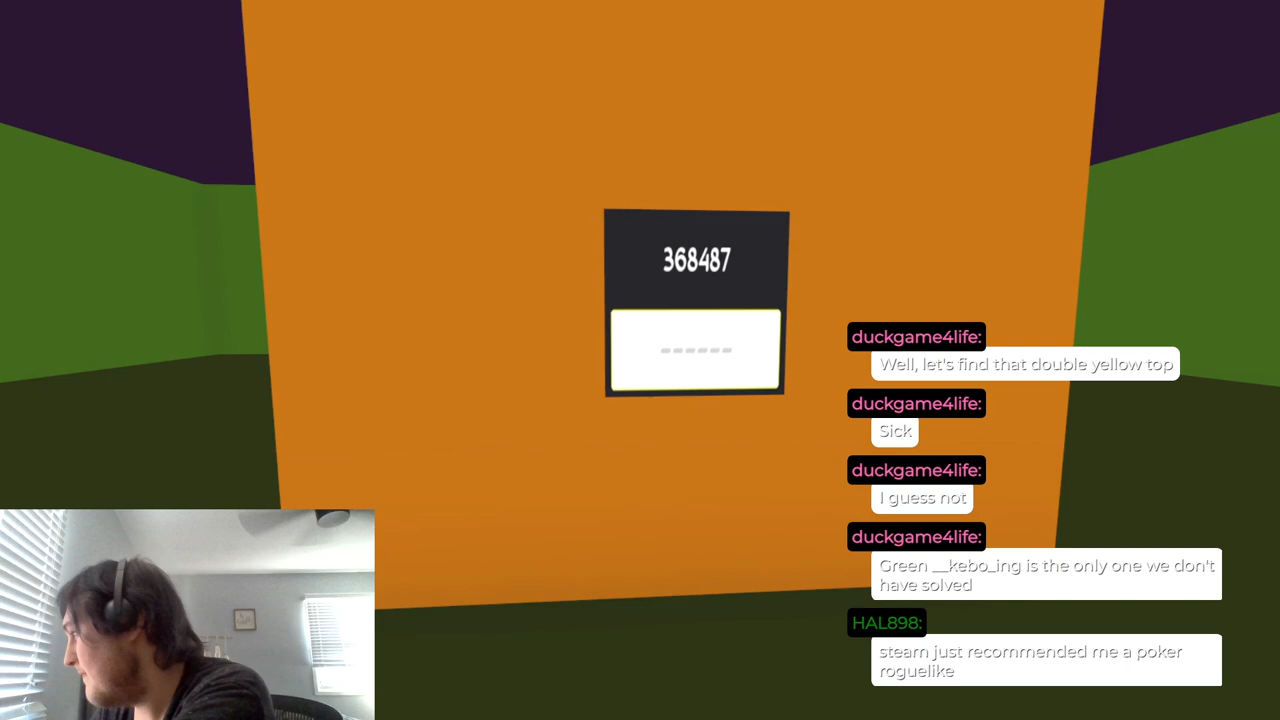 368487
------
duckgame4life:
Well, let's find that double yellow top
duckgame4life:
Sick
duckgame4life:
I guess not
duckgame4life:
Green __kebo_ing is the only one we don't
have solved
HAL898:
steam just recommended me a poker
roguelike